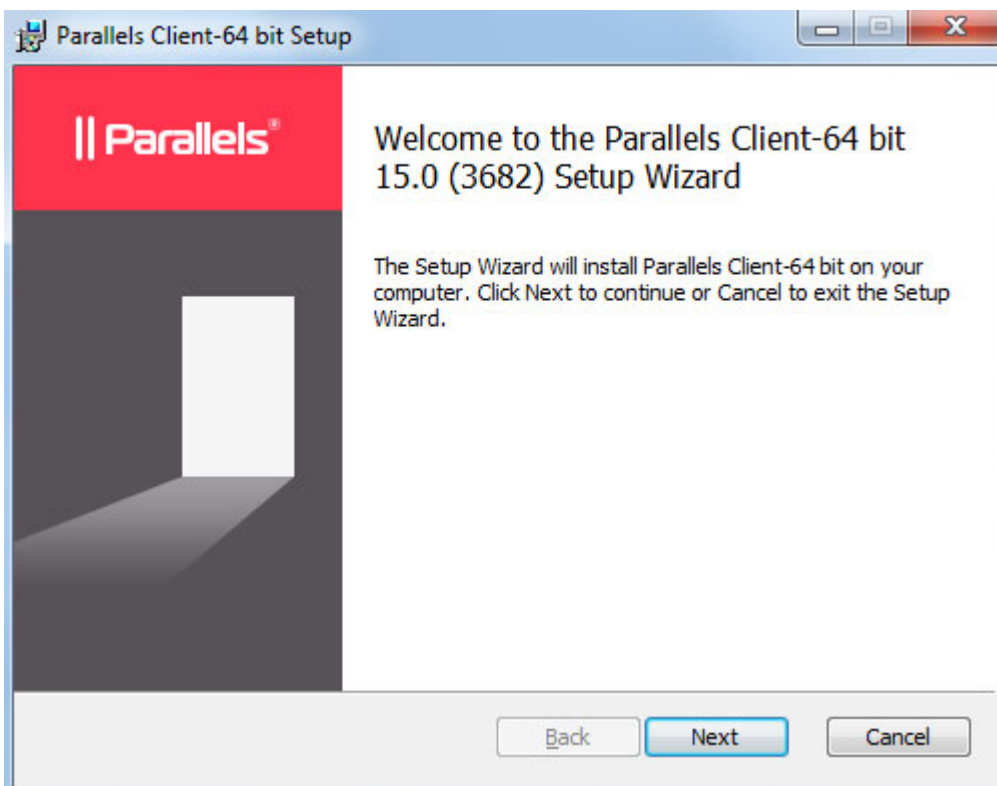 Parallels Client-64 bit Setup
|| Parallels®
Welcome to the Parallels Client-64 bit
15.0 (3682) Setup Wizard
The Setup Wizard will install Parallels Client-64 bit on your
computer. Click Next to continue or Cancel to exit the Setup
Wizard.
Back Next Cancel